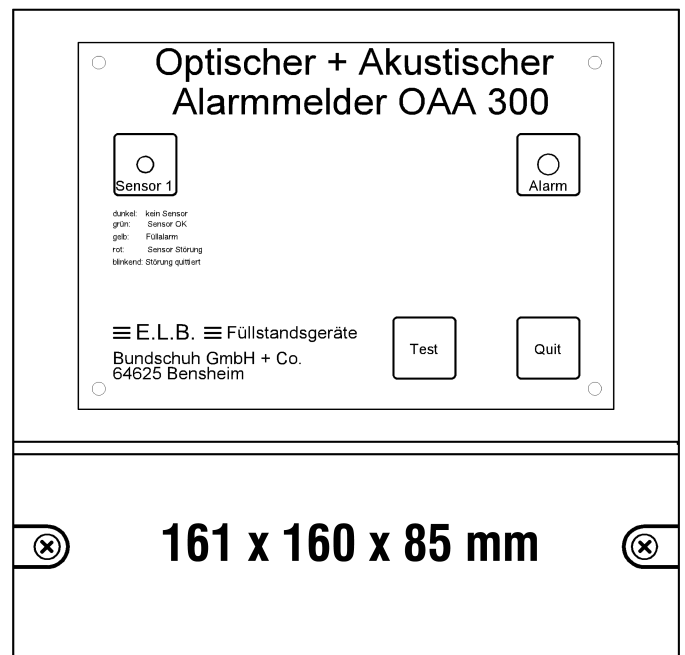 Optischer + Akustischer
Alarmmelder OAA 300
Sensor 1
Alarm
dunkel: kein Sensor
grün: Sensor OK
gelb: Füllalarm
rot: Sensor Störung
blinkend: Störung quittiert
E.L.B. Füllstandsgeräte
Bundschuh GmbH + Co.
64625 Bensheim
Test
Quit
161 x 160 x 85 mm